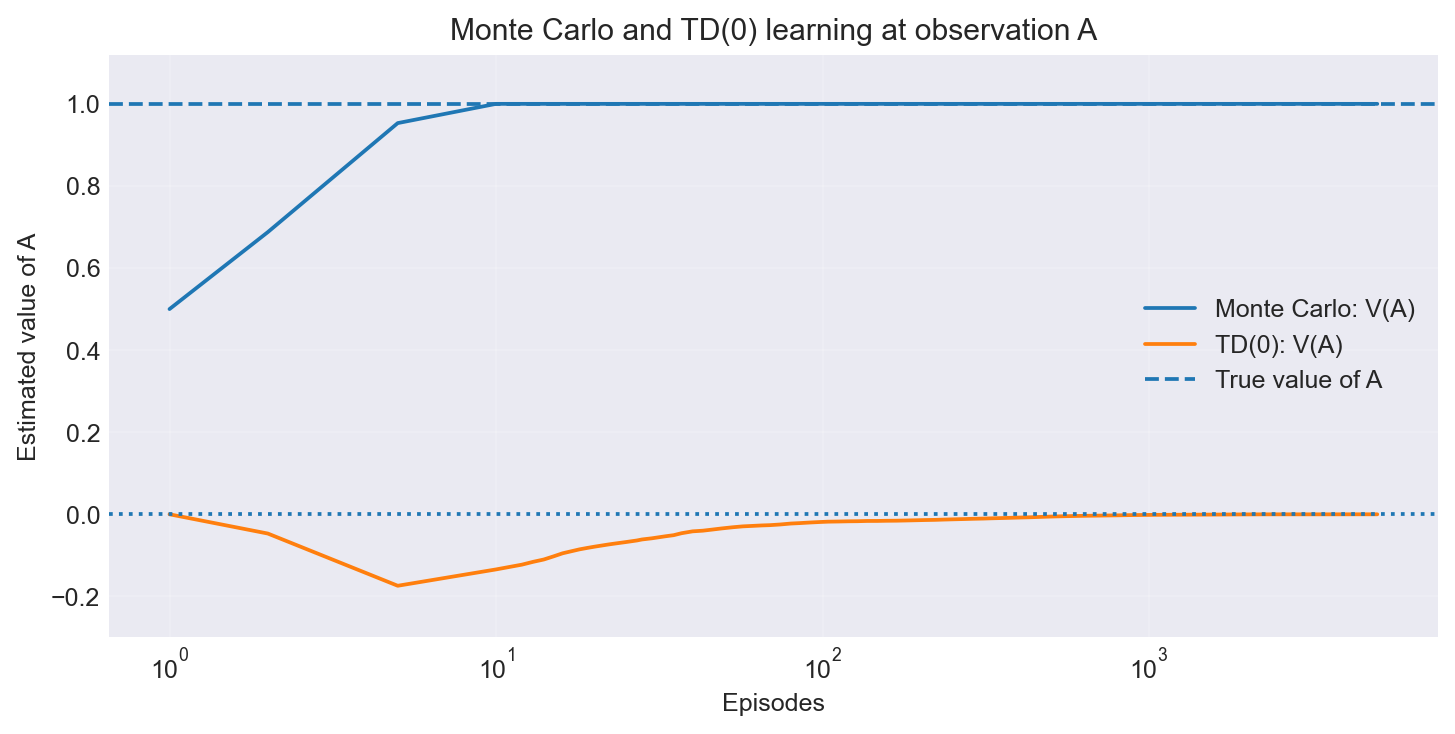 Monte Carlo and TD(0) learning at observation A
Estimated value of A
1.0
0.8
0.6
0.4
0.2
0.0
−0.2
Monte Carlo: V(A)
TD(0): V(A)
True value of A
10⁰ 10¹ 10² 10³
Episodes